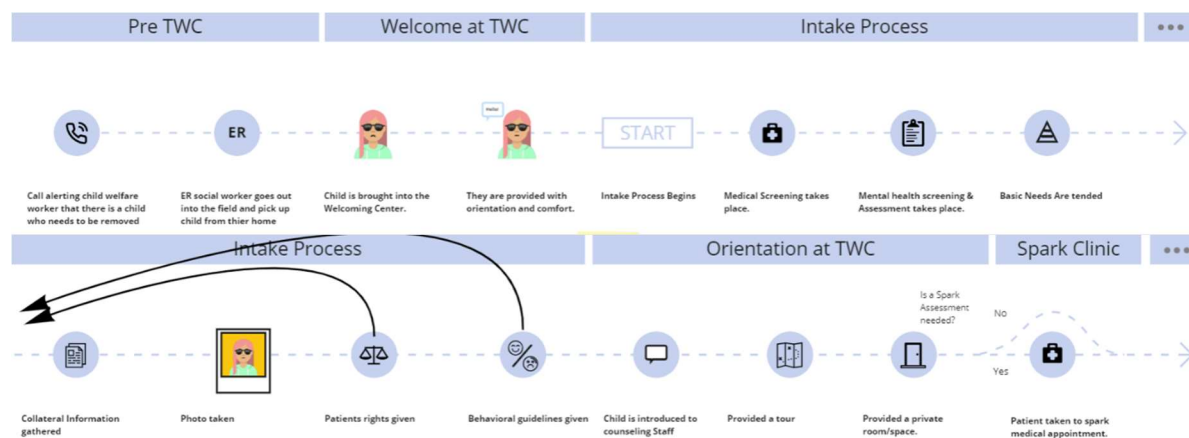 Pre TWC
Welcome at TWC
Intake Process
ER
START
Call alerting child welfare
worker that there is a child
who needs to be removed
ER social worker goes out
into the field and pick up
child from thier home
Child is brought into the
Welcoming Center.
They are provided with
orientation and comfort.
Intake Process Begins
Medical Screening takes
place.
Mental health screening &
Assessment takes place.
Basic Needs Are tended
Intake Process
Orientation at TWC
Spark Clinic
Is a Spark
Assessment
needed?
No
Yes
Collateral Information
gathered
Photo taken
Patients rights given
Behavioral guidelines given
Child is introduced to
counseling Staff
Provided a tour
Provided a private
room/space.
Patient taken to spark
medical appointment.